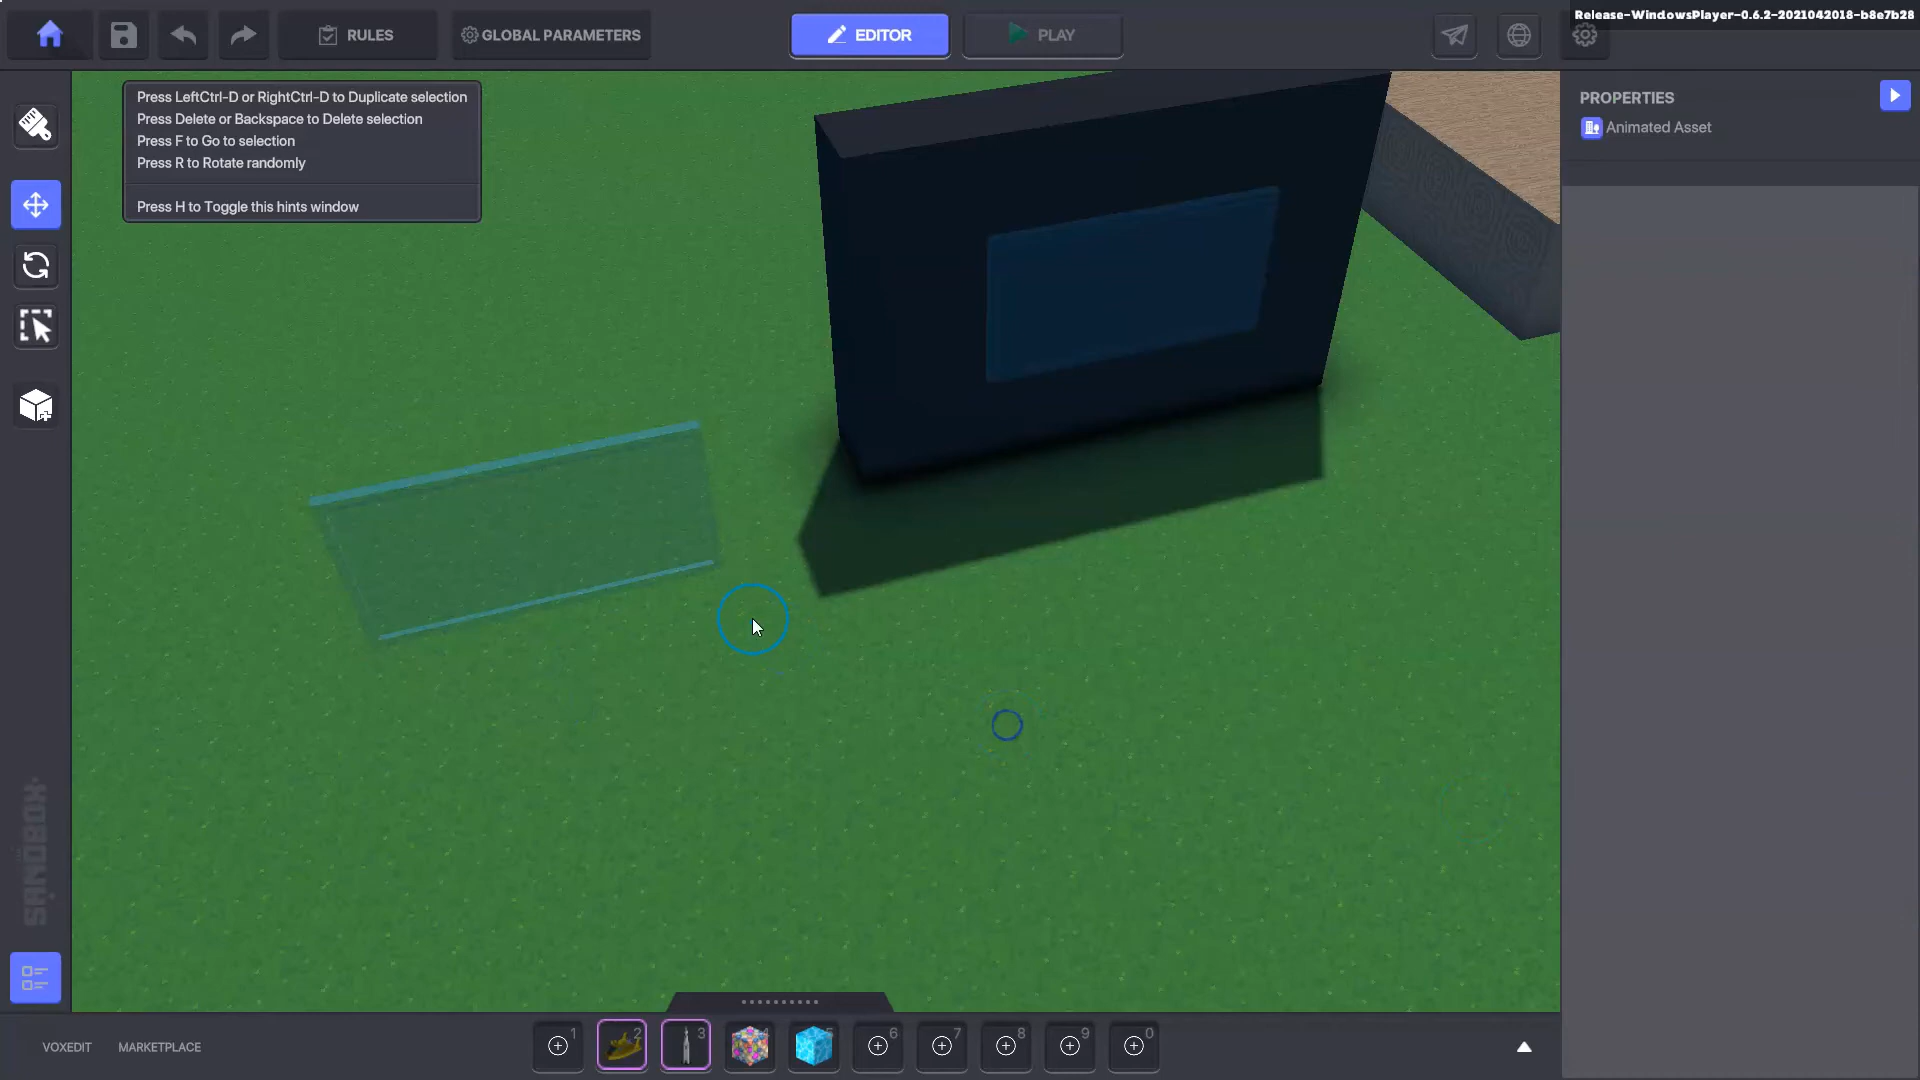 Release-WindowsPlayer-0.6.2-2021042018-b8e7b28
RULES
GLOBAL PARAMETERS
EDITOR
PLAY
Press LeftCtrl-D or RightCtrl-D to Duplicate selection
Press Delete or Backspace to Delete selection
Press F to Go to selection
Press R to Rotate randomly
Press H to Toggle this hints window
PROPERTIES
Animated Asset
SANDBOX
VOXEDIT
MARKETPLACE
1
2
3
4
5
6
7
8
9
0